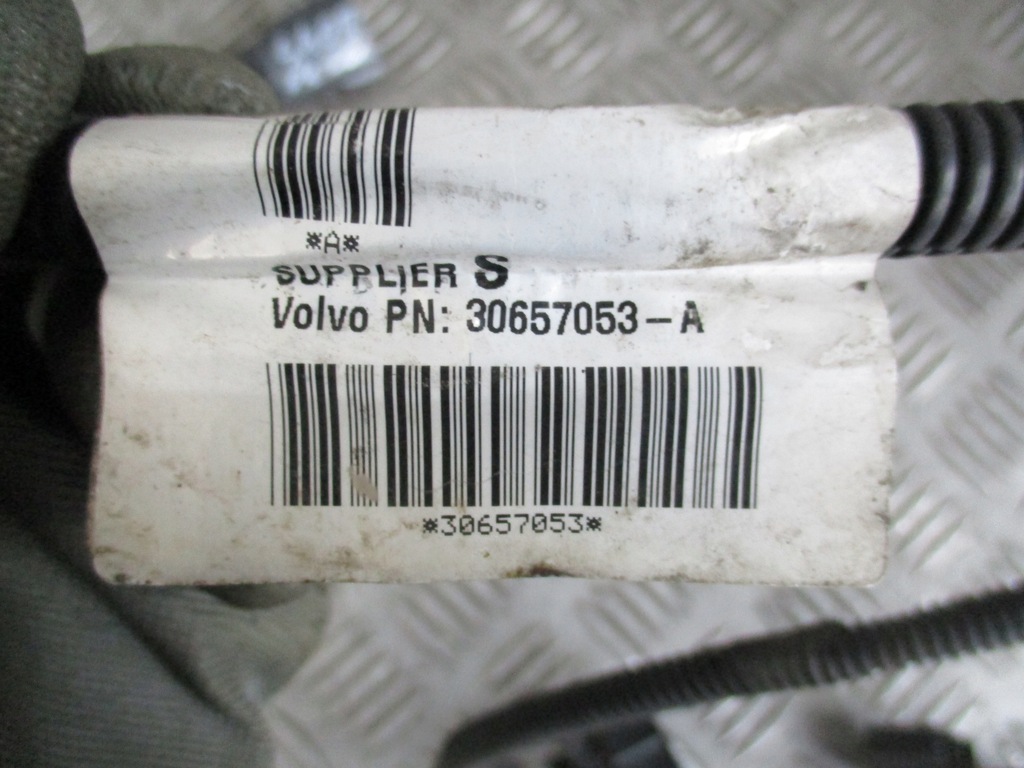 *A*
SUPPLIER S
Volvo PN: 30657053-A
*30657053*